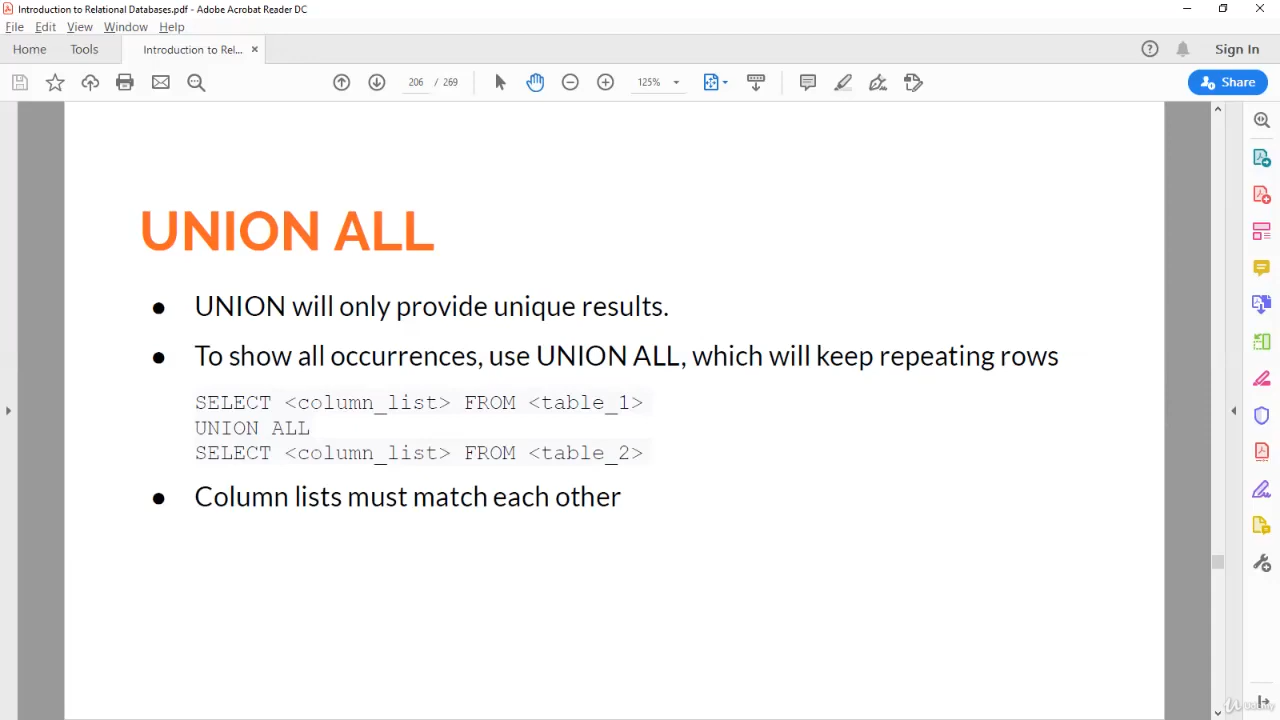 Introduction to Relational Databases.pdf - Adobe Acrobat Reader DC
File Edit View Window Help
Home Tools Introduction to Rel... × Sign In
206 / 269 125% Share
UNION ALL
● UNION will only provide unique results.
● To show all occurrences, use UNION ALL, which will keep repeating rows
SELECT <column_list> FROM <table_1>
UNION ALL
SELECT <column_list> FROM <table_2>
● Column lists must match each other
Udemy